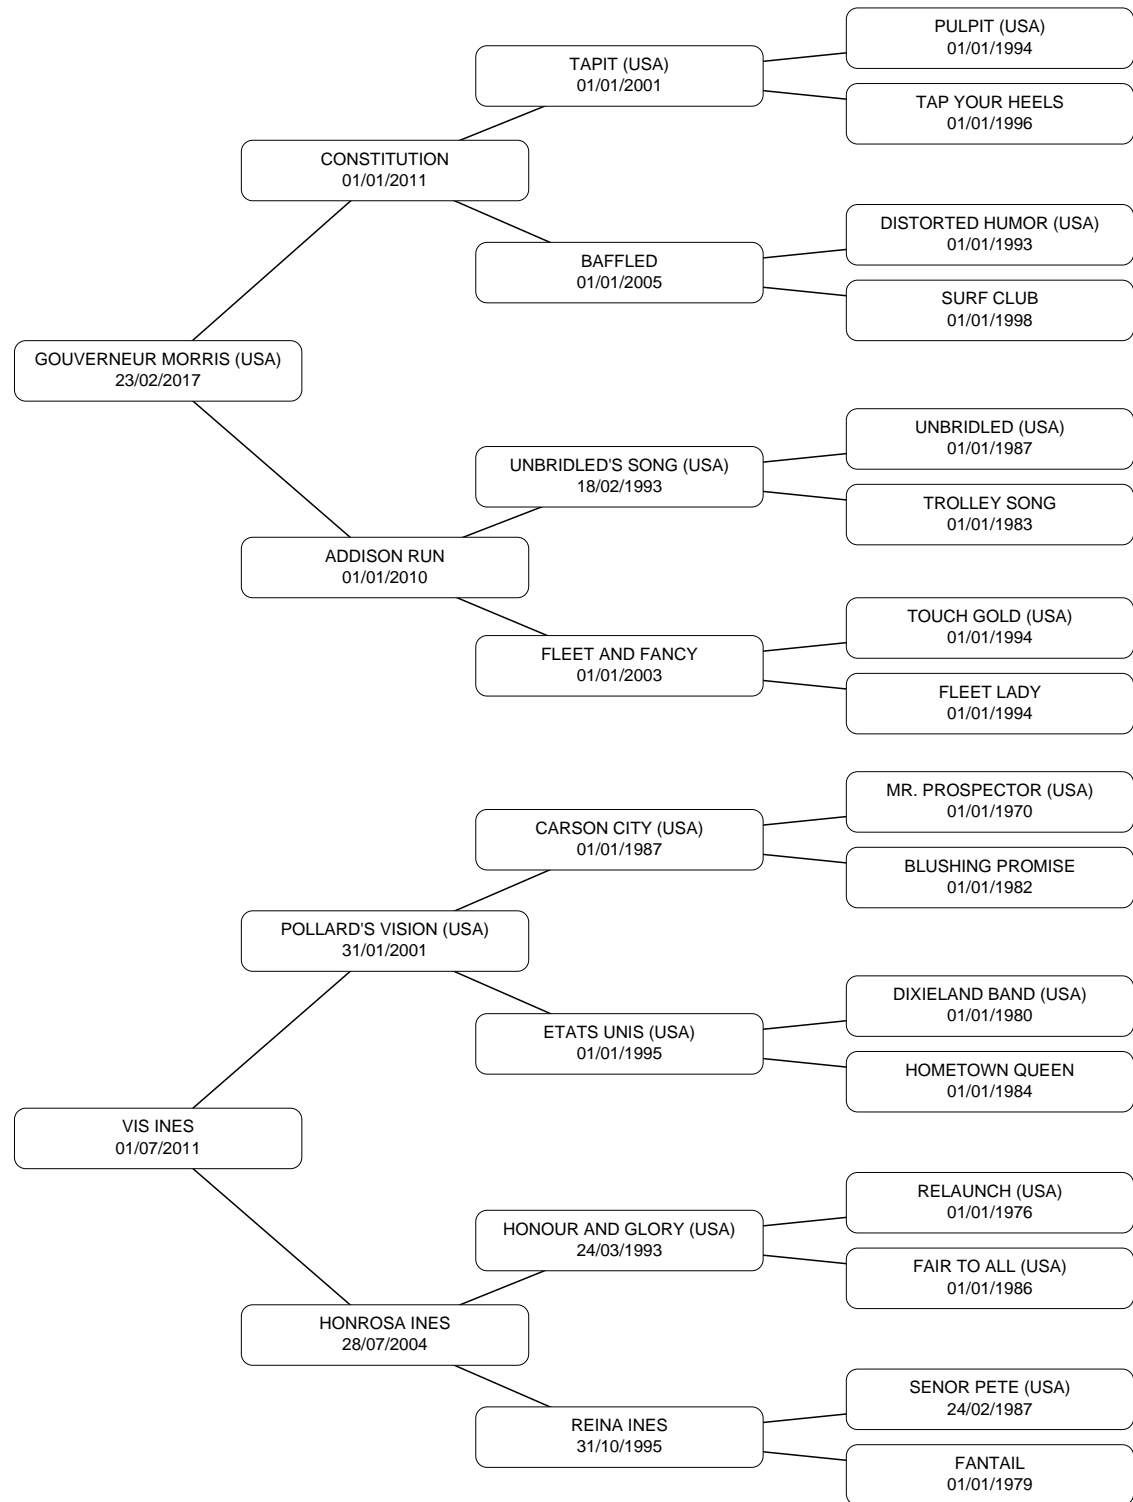 PULPIT (USA)
01/01/1994
TAPIT (USA)
01/01/2001
TAP YOUR HEELS
01/01/1996
CONSTITUTION
01/01/2011
DISTORTED HUMOR (USA)
01/01/1993
BAFFLED
01/01/2005
SURF CLUB
01/01/1998
GOUVERNEUR MORRIS (USA)
23/02/2017
UNBRIDLED (USA)
01/01/1987
UNBRIDLED'S SONG (USA)
18/02/1993
TROLLEY SONG
01/01/1983
ADDISON RUN
01/01/2010
TOUCH GOLD (USA)
01/01/1994
FLEET AND FANCY
01/01/2003
FLEET LADY
01/01/1994
MR. PROSPECTOR (USA)
01/01/1970
CARSON CITY (USA)
01/01/1987
BLUSHING PROMISE
01/01/1982
POLLARD'S VISION (USA)
31/01/2001
DIXIELAND BAND (USA)
01/01/1980
ETATS UNIS (USA)
01/01/1995
HOMETOWN QUEEN
01/01/1984
VIS INES
01/07/2011
RELAUNCH (USA)
01/01/1976
HONOUR AND GLORY (USA)
24/03/1993
FAIR TO ALL (USA)
01/01/1986
HONROSA INES
28/07/2004
SENOR PETE (USA)
24/02/1987
REINA INES
31/10/1995
FANTAIL
01/01/1979